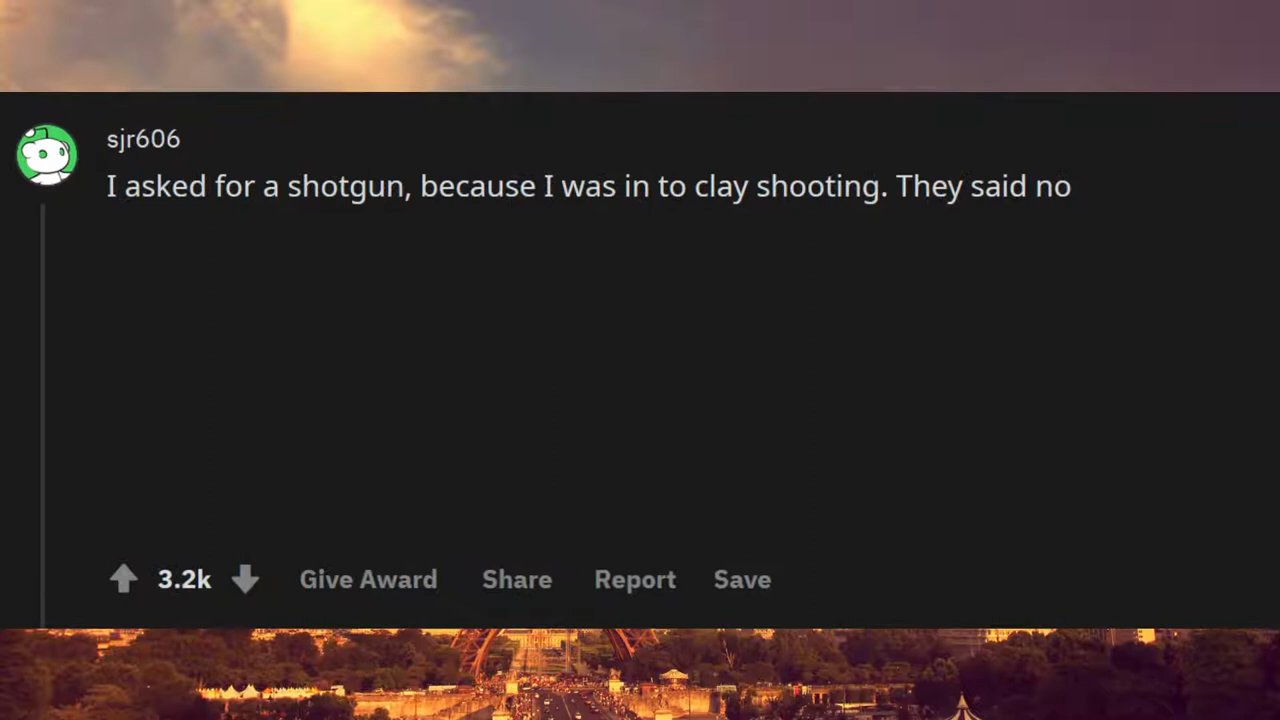 sjr606
I asked for a shotgun, because I was in to clay shooting. They said no
3.2k Give Award Share Report Save